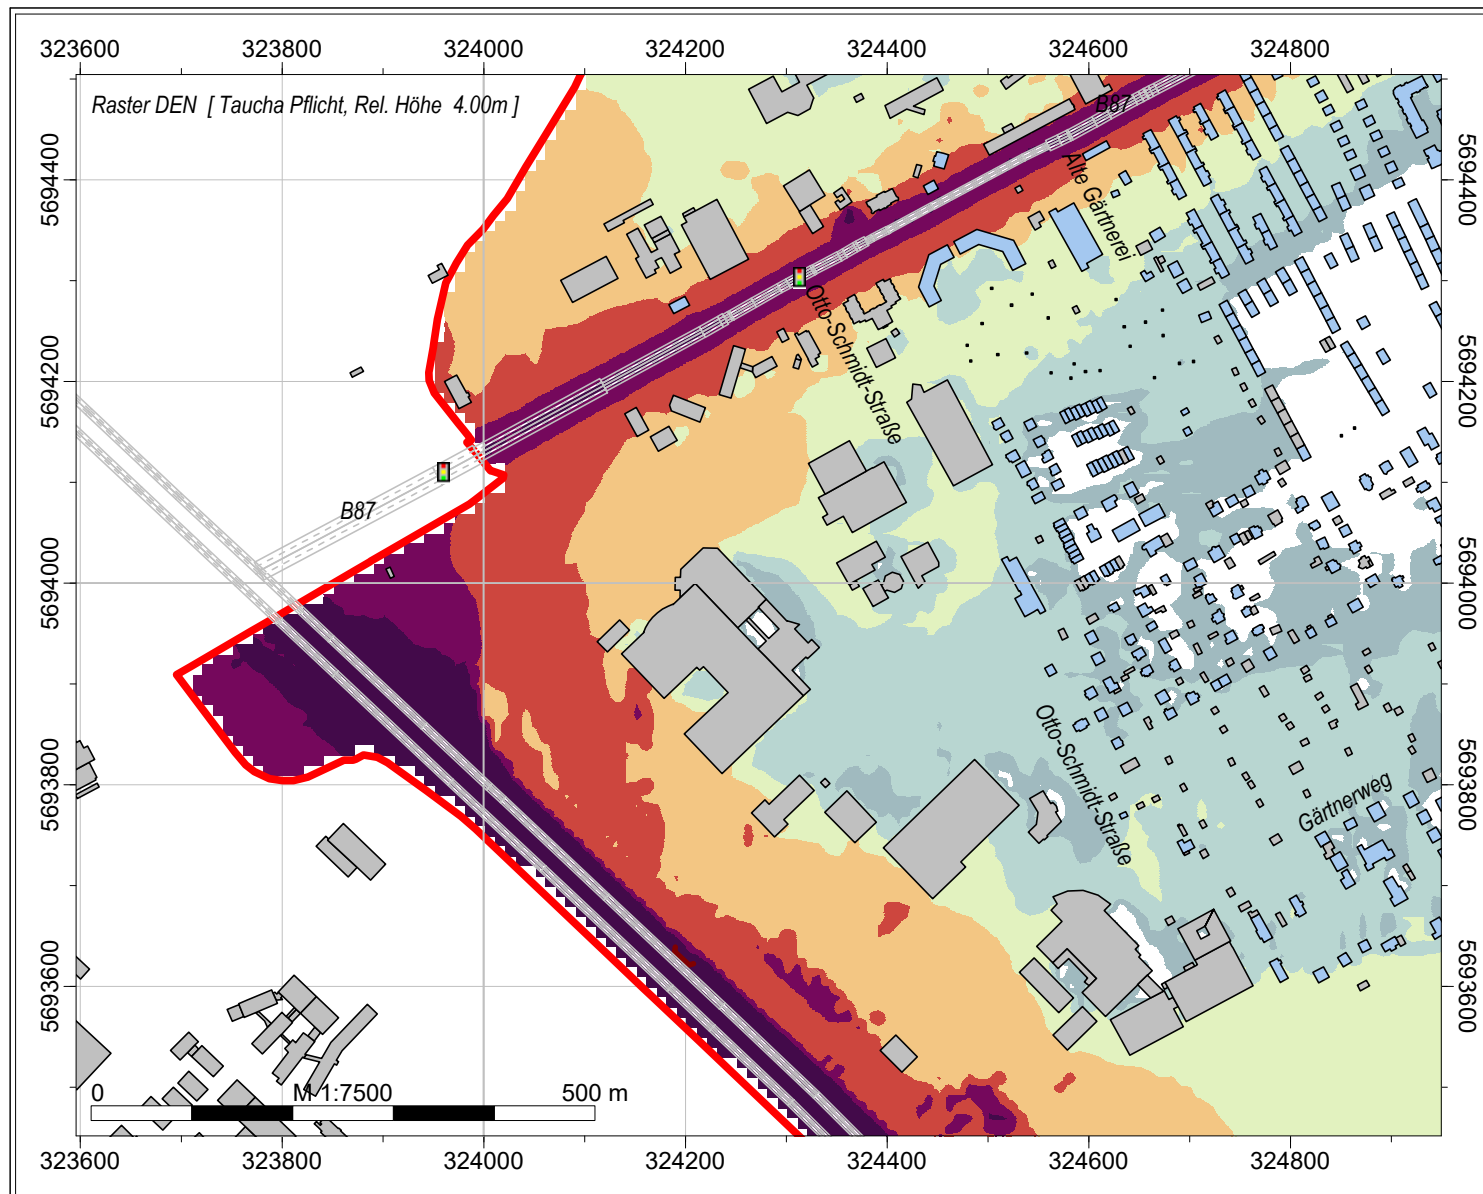 323600 323800 324000 324200 324400 324600 324800
Raster DEN [ Taucha Pflicht, Rel. Höhe 4.00m ]
B87
5694400
5694400
Alte Gärtnerei
Otto-Schmidt-Straße
5694200
5694200
B87
5694000
5694000
Otto-Schmidt-Straße
5693800
5693800
Gärtnerweg
5693600
5693600
0 M 1:7500 500 m
323600 323800 324000 324200 324400 324600 324800